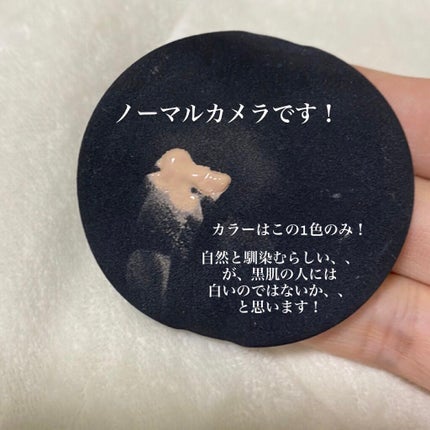 ノーマルカメラです！
カラーはこの1色のみ！
自然と馴染むらしい、、
が、黒肌の人には
白いのではないか、、
と思います！